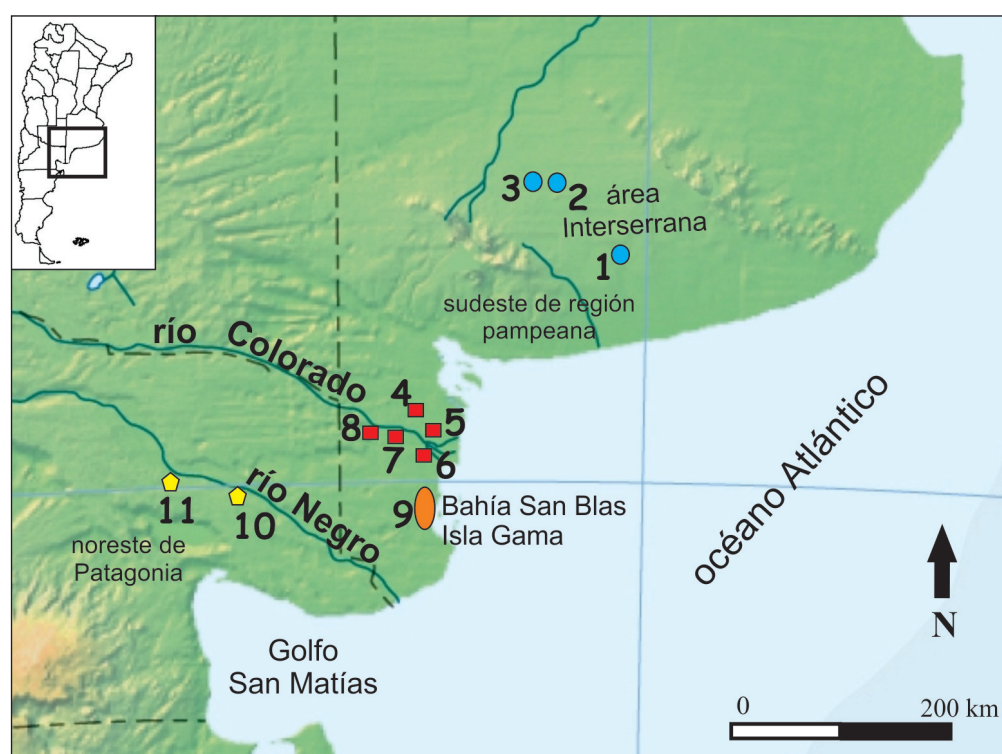 3
2
área
Interserrana
1
sudeste de región
pampeana
río Colorado
4
5
8
7
6
océano Atlántico
11
10
río Negro
9
Bahía San Blas
Isla Gama
noreste de
Patagonia
N
Golfo
San Matías
0
200 km